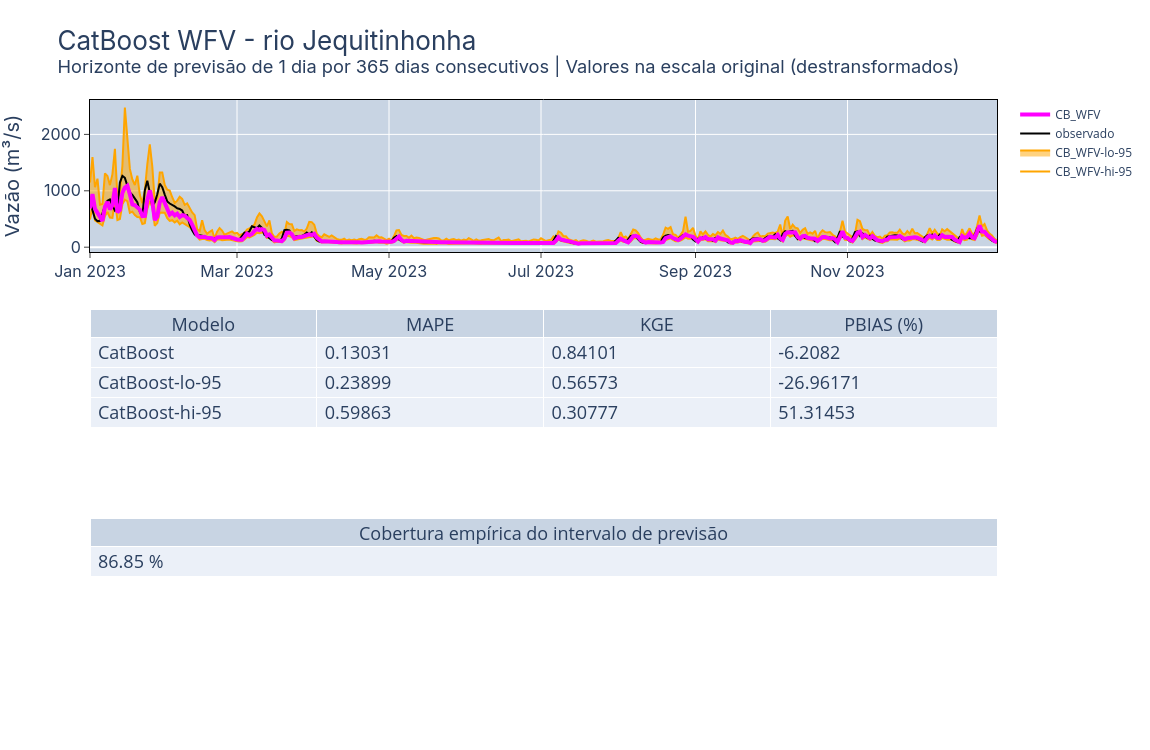 CatBoost WFV - rio Jequitinhonha
Horizonte de previsão de 1 dia por 365 dias consecutivos | Valores na escala original (destransformados)
Vazão (m³/s)
2000
1000
0
Jan 2023 Mar 2023 May 2023 Jul 2023 Sep 2023 Nov 2023
CB_WFV
observado
CB_WFV-lo-95
CB_WFV-hi-95
Modelo MAPE KGE PBIAS (%)
CatBoost 0.13031 0.84101 -6.2082
CatBoost-lo-95 0.23899 0.56573 -26.96171
CatBoost-hi-95 0.59863 0.30777 51.31453
Cobertura empírica do intervalo de previsão
86.85 %